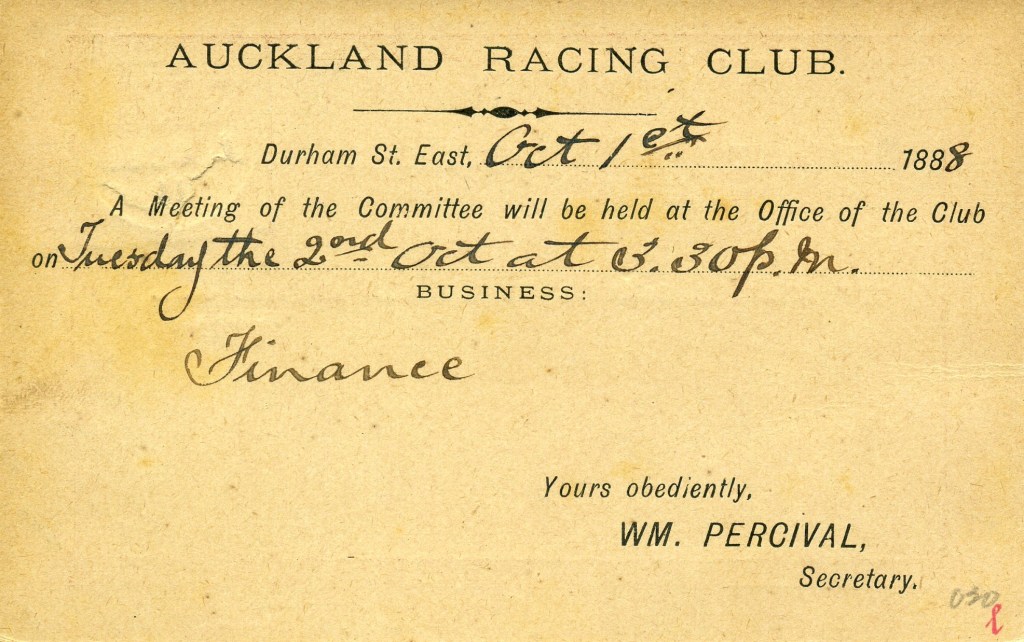 AUCKLAND RACING CLUB.
Durham St. East, Oct 1st 1888
A Meeting of the Committee will be held at the Office of the Club
on Tuesday the 2nd Oct at 3.30 p.m.
BUSINESS:
Finance
Yours obediently,
WM. PERCIVAL,
Secretary.
030